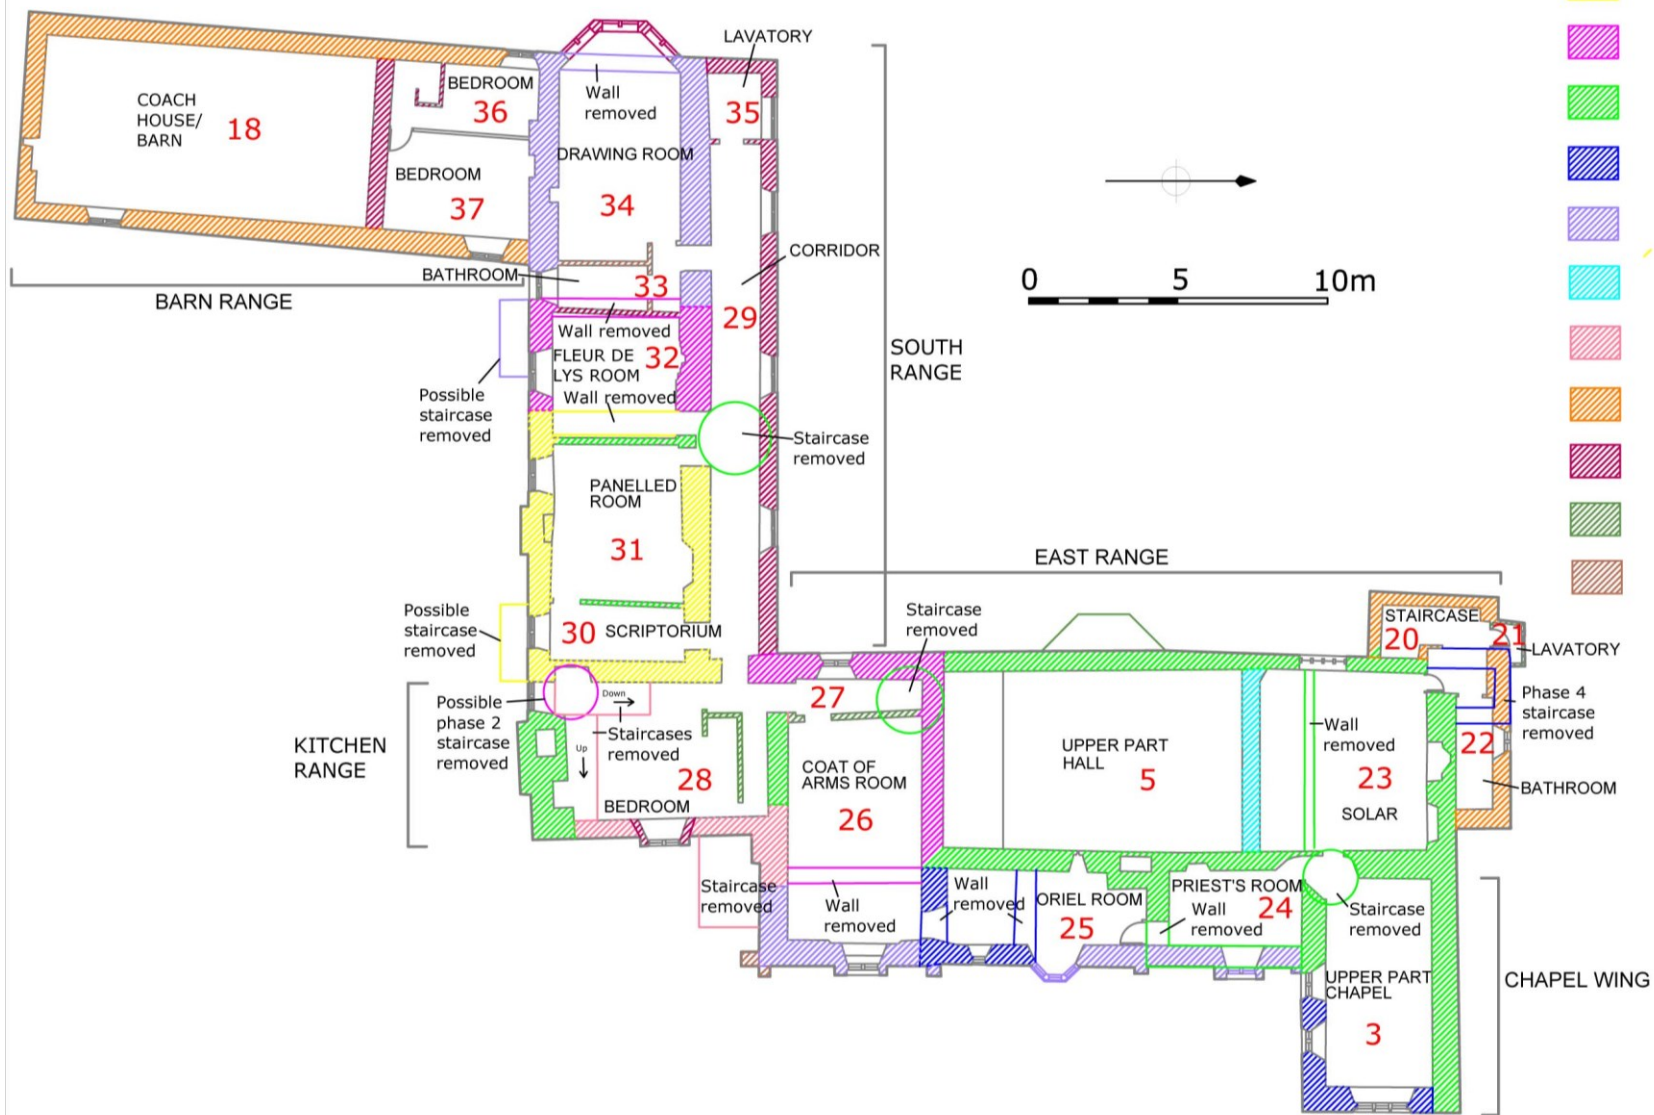 LAVATORY
COACH
HOUSE/
BARN
18
BEDROOM
36
Wall
removed
35
DRAWING ROOM
BEDROOM
37
34
CORRIDOR
BATHROOM
33
BARN RANGE
0 5 10m
29
Wall removed
FLEUR DE
LYS ROOM
32
SOUTH
RANGE
Wall removed
Possible
staircase
removed
Staircase
removed
PANELLED
ROOM
31
EAST RANGE
Possible
staircase
removed
30
SCRIPTORIUM
Staircase
removed
STAIRCASE
20
21
LAVATORY
Possible
phase 2
staircase
removed
Down
27
Phase 4
staircase
removed
Staircases
removed
Up
KITCHEN
RANGE
28
BEDROOM
COAT OF
ARMS ROOM
26
UPPER PART
HALL
5
Wall
removed
23
SOLAR
22
BATHROOM
Staircase
removed
Wall
removed
Wall
removed
ORIEL ROOM
25
PRIEST'S ROOM
24
Wall
removed
Staircase
removed
UPPER PART
CHAPEL
3
CHAPEL WING